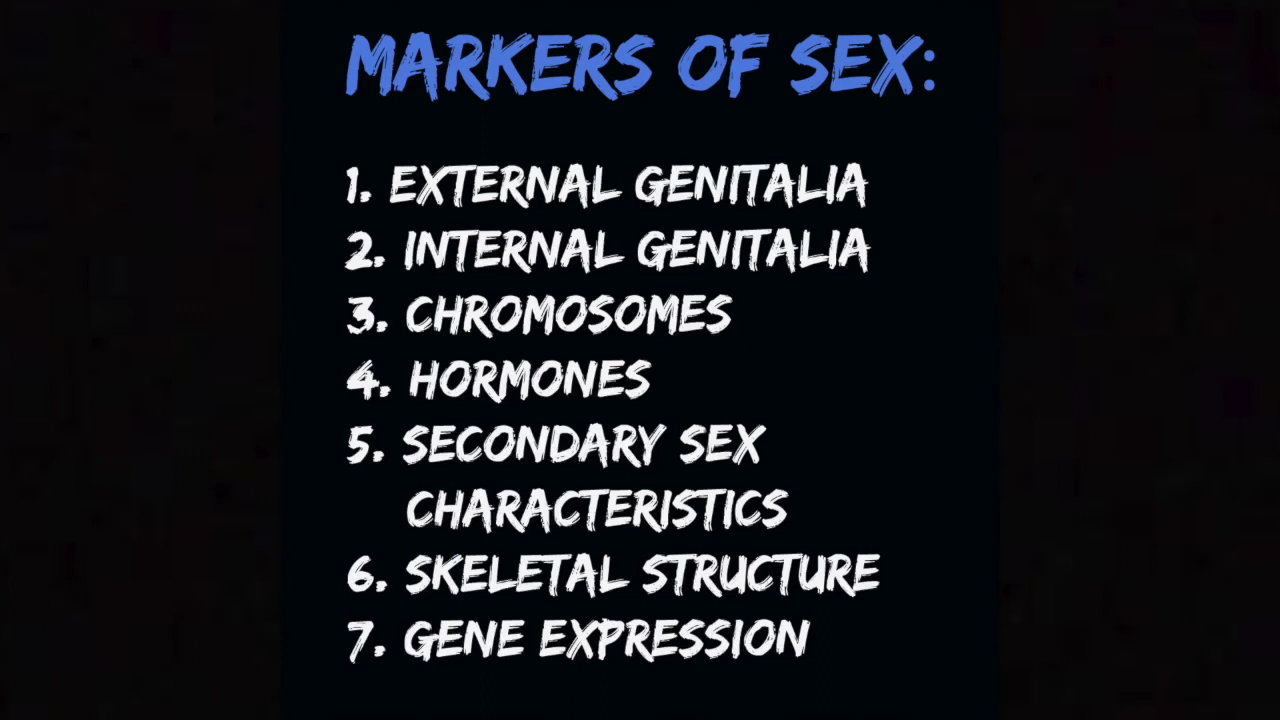 MARKERS OF SEX:
1. EXTERNAL GENITALIA
2. INTERNAL GENITALIA
3. CHROMOSOMES
4. HORMONES
5. SECONDARY SEX
CHARACTERISTICS
6. SKELETAL STRUCTURE
7. GENE EXPRESSION